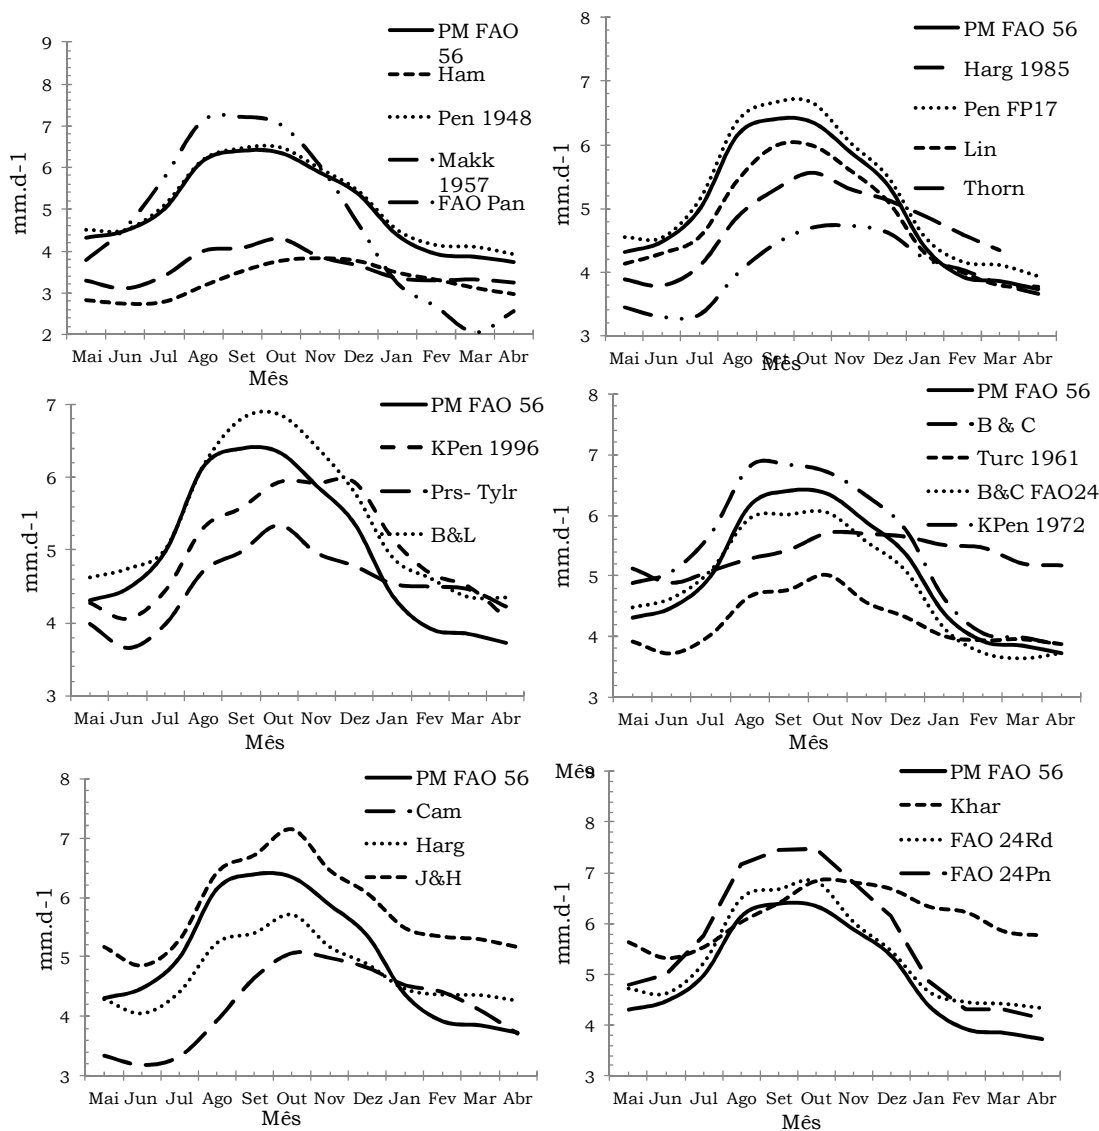 PM FAO
56
Ham
Pen 1948
Makk
1957
FAO Pan
9
8
7
6
5
4
3
2
mm.d-1
Mai Jun Jul Ago Set Out Nov Dez Jan Fev Mar Abr
Mês
PM FAO 56
Harg 1985
Pen FP17
Lin
Thorn
8
7
6
5
4
3
mm.d-1
Mai Jun Jul Ago Set Out Nov Dez Jan Fev Mar Abr
Mês
PM FAO 56
KPen 1996
Prs- Tylr
B&L
7
6
5
4
3
mm.d-1
Mai Jun Jul Ago Set Out Nov Dez Jan Fev Mar Abr
Mês
PM FAO 56
B & C
Turc 1961
B&C FAO24
KPen 1972
8
7
6
5
4
3
mm.d-1
Mai Jun Jul Ago Set Out Nov Dez Jan Fev Mar Abr
Mês
PM FAO 56
Cam
Harg
J&H
8
7
6
5
4
3
mm.d-1
Mai Jun Jul Ago Set Out Nov Dez Jan Fev Mar Abr
Mês
Mês
PM FAO 56
Khar
FAO 24Rd
FAO 24Pn
9
8
7
6
5
4
3
mm.d-1
Mai Jun Jul Ago Set Out Nov Dez Jan Fev Mar Abr
Mês